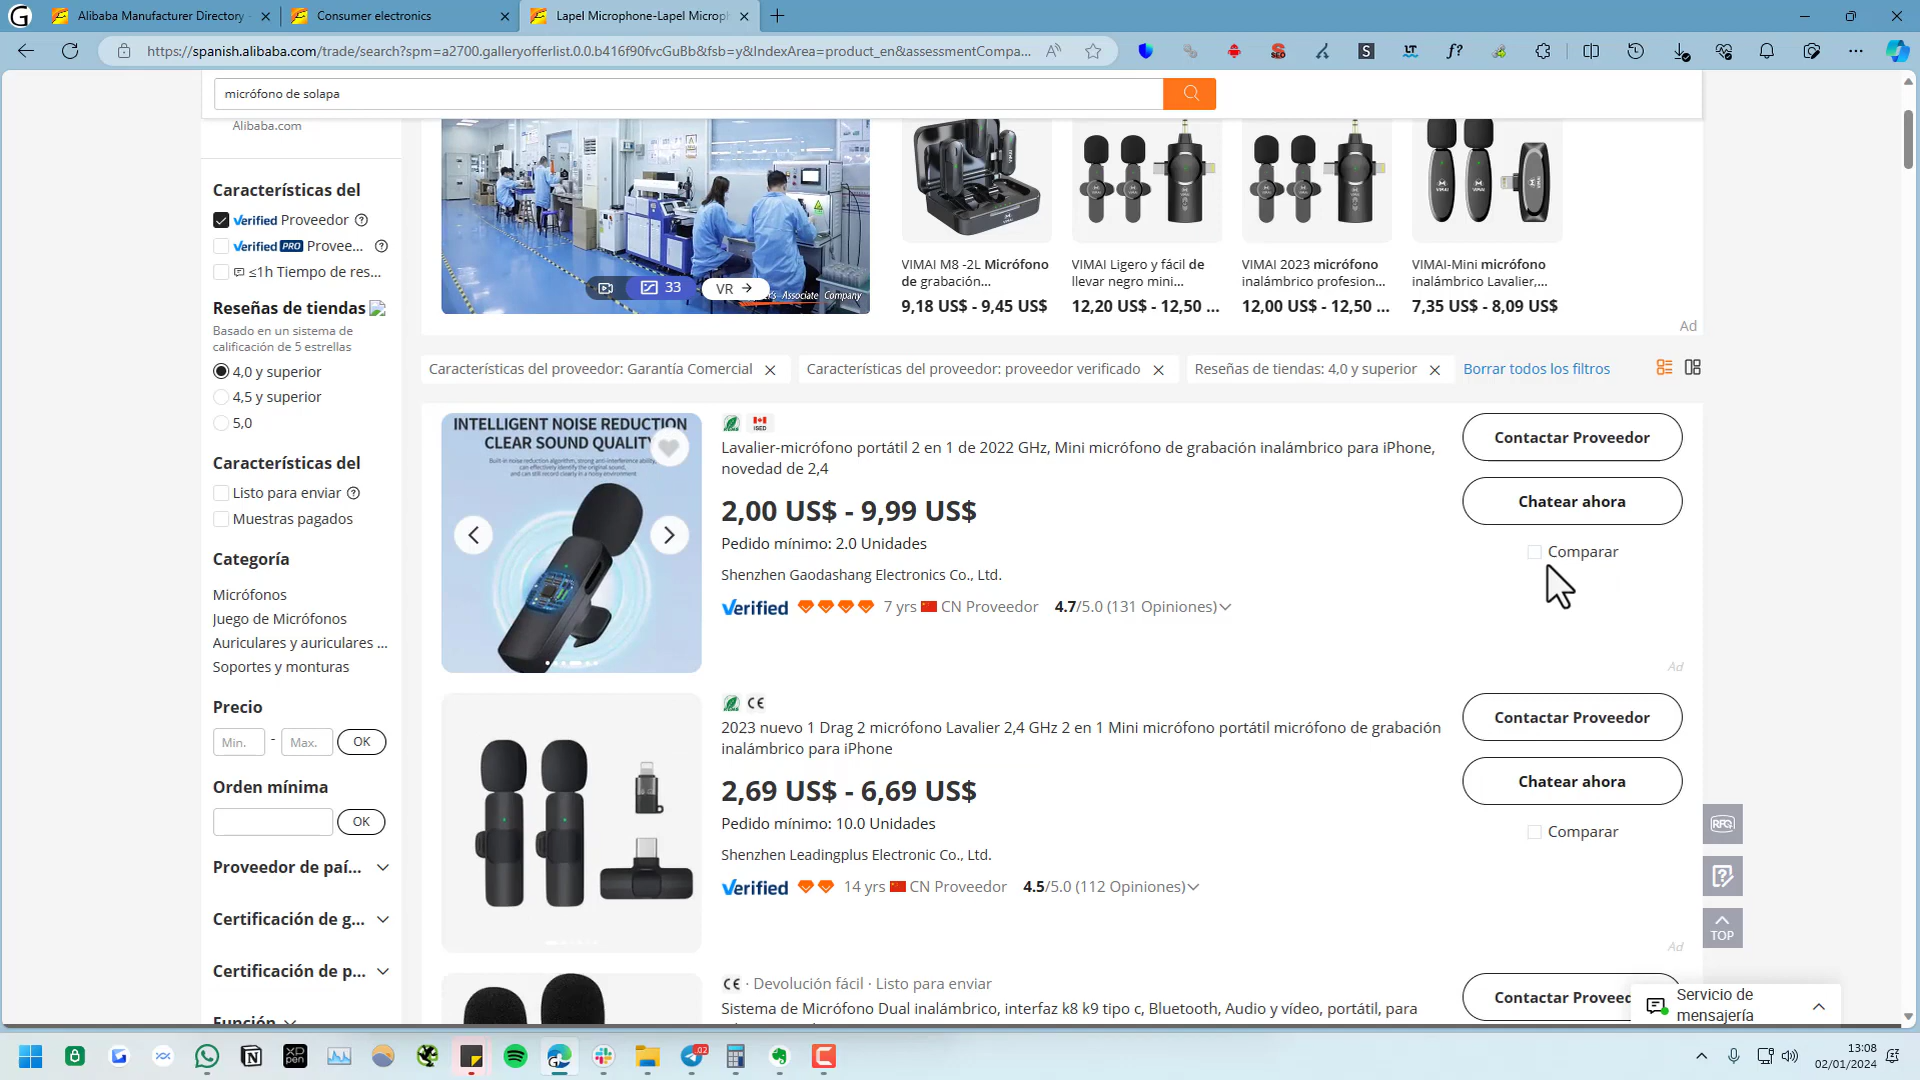 Alibaba Manufacturer Directory
Consumer electronics
Lapel Microphone-Lapel Microp
https://spanish.alibaba.com/trade/search?spm=a2700.galleryofferlist.0.0.b416f90fvcGuBb&fsb=y&IndexArea=product_en&assessmentCompa...
micrófono de solapa
Alibaba.com
Características del
Verified Proveedor
Verified PRO Provee...
≤1h Tiempo de res...
Reseñas de tiendas
Basado en un sistema de
calificación de 5 estrellas
4,0 y superior
4,5 y superior
5,0
Características del
Listo para enviar
Muestras pagados
Categoría
Micrófonos
Juego de Micrófonos
Auriculares y auriculares ...
Soportes y monturas
Precio
Min. - Max. OK
Orden mínima
OK
Proveedor de paí...
Certificación de g...
Certificación de p...
Función
33
VR
's Associate Company
VIMAI M8 -2L Micrófono
de grabación...
9,18 US$ - 9,45 US$
VIMAI Ligero y fácil de
llevar negro mini...
12,20 US$ - 12,50 ...
VIMAI 2023 micrófono
inalámbrico profesion...
12,00 US$ - 12,50 ...
VIMAI-Mini micrófono
inalámbrico Lavalier,...
7,35 US$ - 8,09 US$
Ad
Características del proveedor: Garantía Comercial
Características del proveedor: proveedor verificado
Reseñas de tiendas: 4,0 y superior
Borrar todos los filtros
INTELLIGENT NOISE REDUCTION
CLEAR SOUND QUALITY
Built-in noise reduction algorithm, strong anti-interference ability,
can effectively identify the original sound,
and can still record clearly in a noisy environment
ISED
Lavalier-micrófono portátil 2 en 1 de 2022 GHz, Mini micrófono de grabación inalámbrico para iPhone,
novedad de 2,4
2,00 US$ - 9,99 US$
Pedido mínimo: 2.0 Unidades
Shenzhen Gaodashang Electronics Co., Ltd.
Verified 7 yrs CN Proveedor 4.7/5.0 (131 Opiniones)
Contactar Proveedor
Chatear ahora
Comparar
Ad
CE
2023 nuevo 1 Drag 2 micrófono Lavalier 2,4 GHz 2 en 1 Mini micrófono portátil micrófono de grabación
inalámbrico para iPhone
2,69 US$ - 6,69 US$
Pedido mínimo: 10.0 Unidades
Shenzhen Leadingplus Electronic Co., Ltd.
Verified 14 yrs CN Proveedor 4.5/5.0 (112 Opiniones)
Contactar Proveedor
Chatear ahora
Comparar
Ad
CE · Devolución fácil · Listo para enviar
Sistema de Micrófono Dual inalámbrico, interfaz k8 k9 tipo c, Bluetooth, Audio y vídeo, portátil, para
Contactar Proveed
RFQ
TOP
Servicio de
mensajería
13:08
02/01/2024